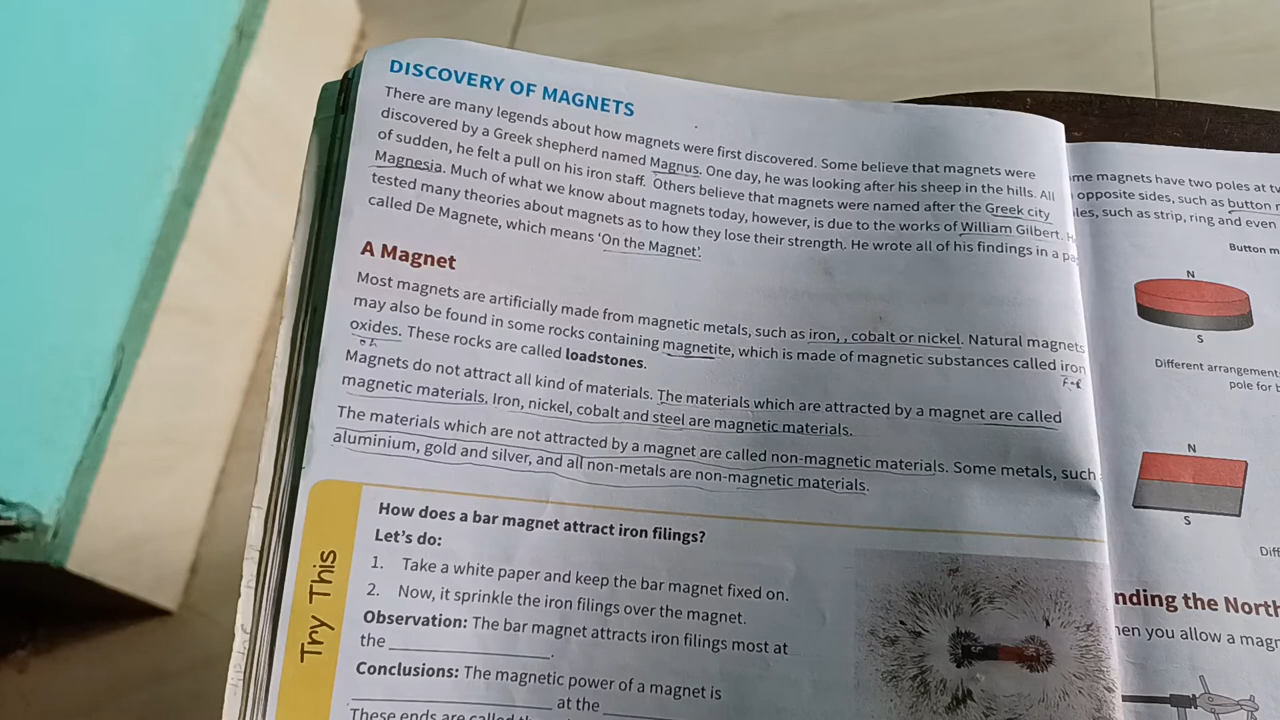 DISCOVERY OF MAGNETS
There are many legends about how magnets were first discovered. Some believe that magnets were
discovered by a Greek shepherd named Magnus. One day, he was looking after his sheep in the hills. All
of sudden, he felt a pull on his iron staff. Others believe that magnets were named after the Greek city
Magnesia. Much of what we know about magnets today, however, is due to the works of William Gilbert.
tested many theories about magnets as to how they lose their strength. He wrote all of his findings in a
called De Magnete, which means ‘On the Magnet’.
A Magnet
Most magnets are artificially made from magnetic metals, such as iron, , cobalt or nickel. Natural magnets
may also be found in some rocks containing magnetite, which is made of magnetic substances called iron
oxides. These rocks are called loadstones.
Magnets do not attract all kind of materials. The materials which are attracted by a magnet are called
magnetic materials. Iron, nickel, cobalt and steel are magnetic materials.
The materials which are not attracted by a magnet are called non-magnetic materials. Some metals, such
aluminium, gold and silver, and all non-metals are non-magnetic materials.
Try This
How does a bar magnet attract iron filings?
Let’s do:
1. Take a white paper and keep the bar magnet fixed on.
2. Now, it sprinkle the iron filings over the magnet.
Observation: The bar magnet attracts iron filings most at
the ____________.
Conclusions: The magnetic power of a magnet is
____________ at the ____________
These ends are called
magnets have two poles at
opposite sides, such as button
such as strip, ring and even
Button
N
S
Different
pole for
N
S
the North
you allow a